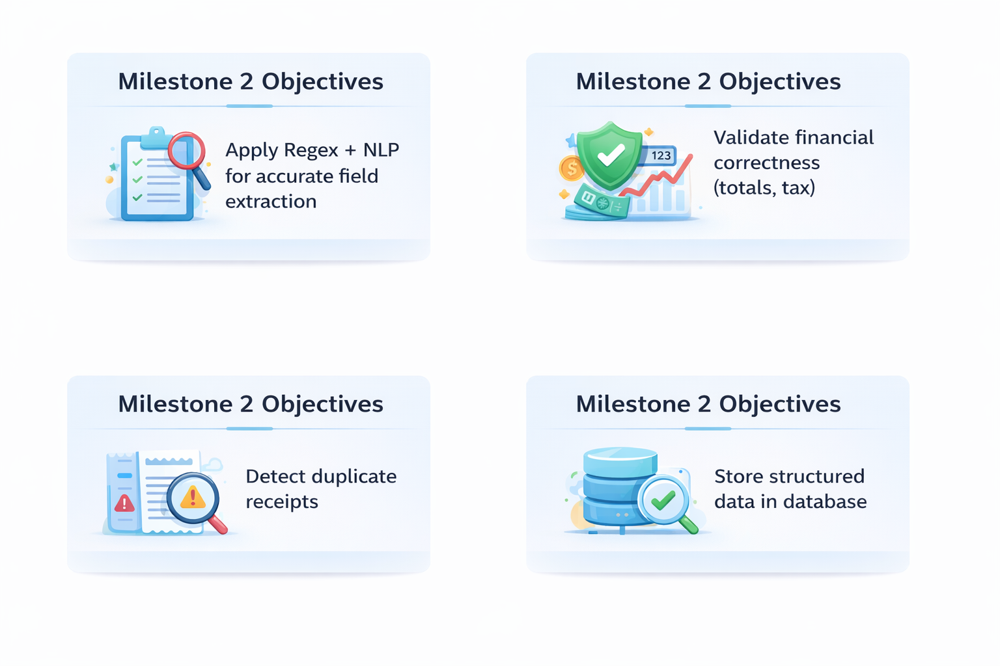 Milestone 2 Objectives
Apply Regex + NLP
for accurate field
extraction
Milestone 2 Objectives
123
$
Validate financial
correctness
(totals, tax)
Milestone 2 Objectives
!
!
Detect duplicate
receipts
Milestone 2 Objectives
Store structured
data in database